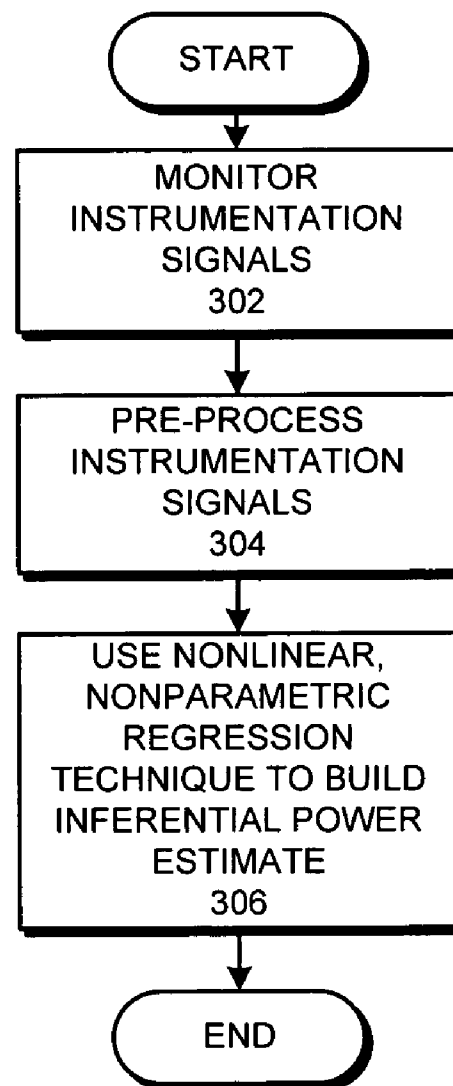 START
MONITOR
INSTRUMENTATION
SIGNALS
302
PRE-PROCESS
INSTRUMENTATION
SIGNALS
304
USE NONLINEAR,
NONPARAMETRIC
REGRESSION
TECHNIQUE TO BUILD
INFERENTIAL POWER
ESTIMATE
306
END